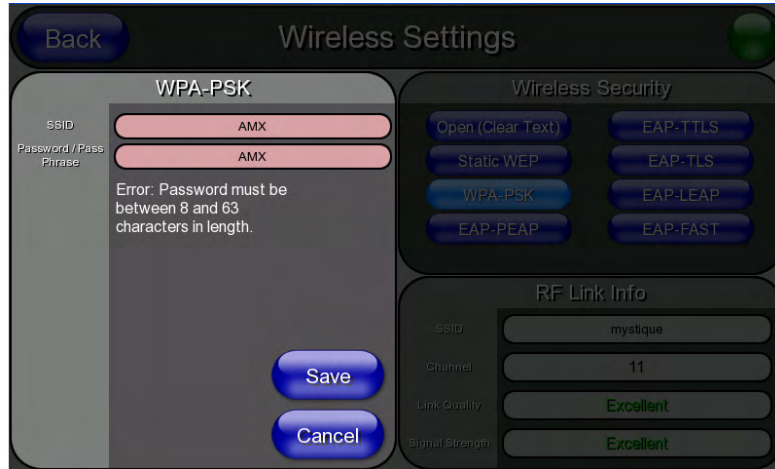 Back
Wireless Settings
WPA-PSK
SSID
AMX
Password / Pass
Phrase
AMX
Error: Password must be
between 8 and 63
characters in length.
Save
Cancel
Wireless Security
Open (Clear Text)
EAP-TTLS
Static WEP
EAP-TLS
WPA-PSK
EAP-LEAP
EAP-PEAP
EAP-FAST
RF Link Info
SSID
mystique
Channel
11
Link Quality
Excellent
Signal Strength
Excellent